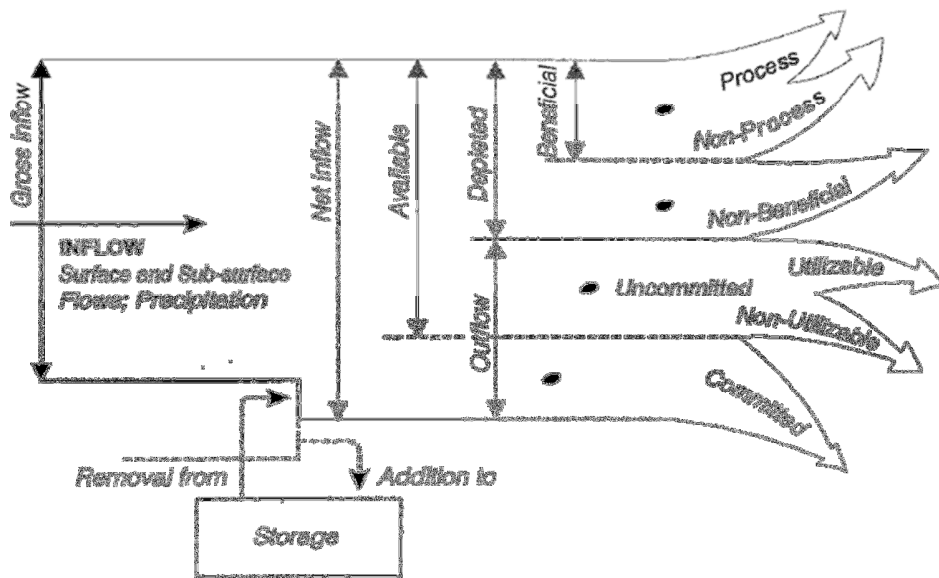 Gross Inflow
INFLOW
Surface and Sub-surface
Flows; Precipitation
Net Inflow
Available
Depleted
Outflow
Beneficial
Process
Non-Process
Non-Beneficial
Utilizable
Uncommitted
Non-Utilizable
Committed
Removal from
Addition to
Storage